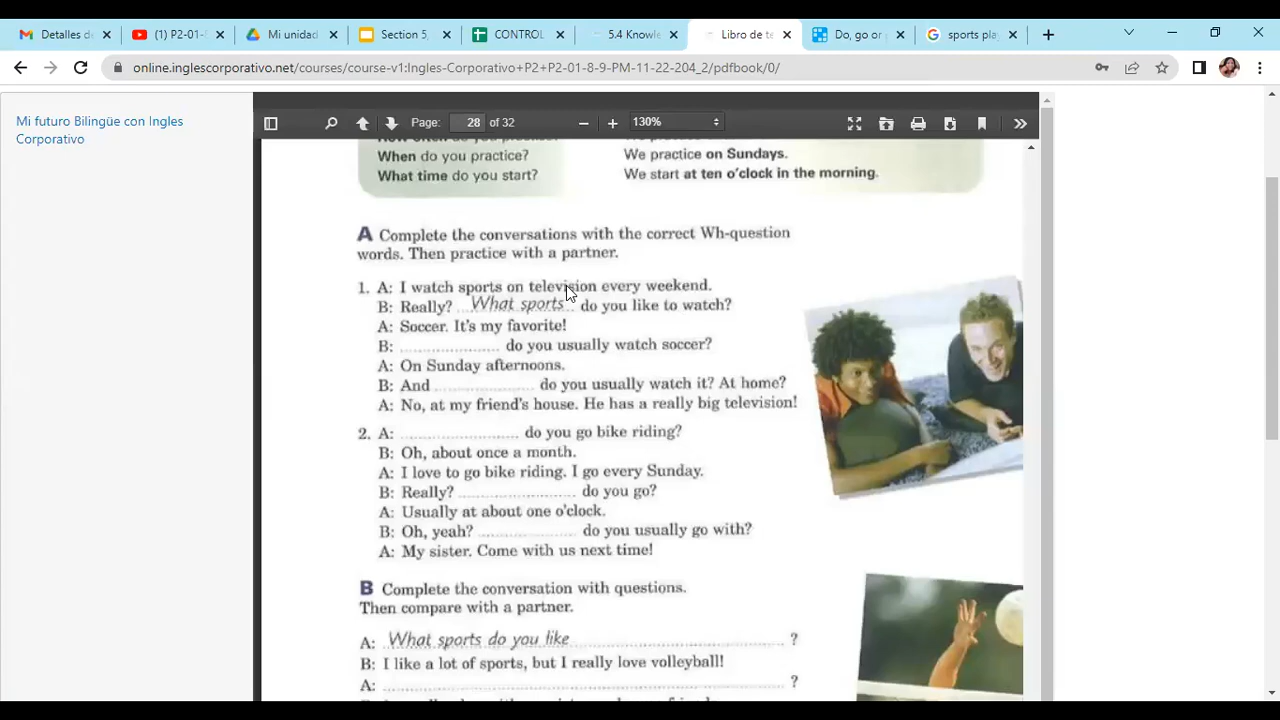 Detalles de
(1) P2-01-
Mi unidad
Section 5,
CONTROL
5.4 Knowle
Libro de te
Do, go or
sports pla
online.inglescorporativo.net/courses/course-v1:Ingles-Corporativo+P2+P2-01-8-9-PM-11-22-204_2/pdfbook/0/
Mi futuro Bilingüe con Ingles
Corporativo
Page: 28 of 32
130%
When do you practice?
We practice on Sundays.
What time do you start?
We start at ten o'clock in the morning.
A Complete the conversations with the correct Wh-question
words. Then practice with a partner.
1. A: I watch sports on television every weekend.
B: Really? What sports do you like to watch?
A: Soccer. It's my favorite!
B: .................... do you usually watch soccer?
A: On Sunday afternoons.
B: And .................... do you usually watch it? At home?
A: No, at my friend's house. He has a really big television!
2. A: .................... do you go bike riding?
B: Oh, about once a month.
A: I love to go bike riding. I go every Sunday.
B: Really? .................... do you go?
A: Usually at about one o'clock.
B: Oh, yeah? .................... do you usually go with?
A: My sister. Come with us next time!
B Complete the conversation with questions.
Then compare with a partner.
A: What sports do you like .................... ?
B: I like a lot of sports, but I really love volleyball!
A: .................... ?